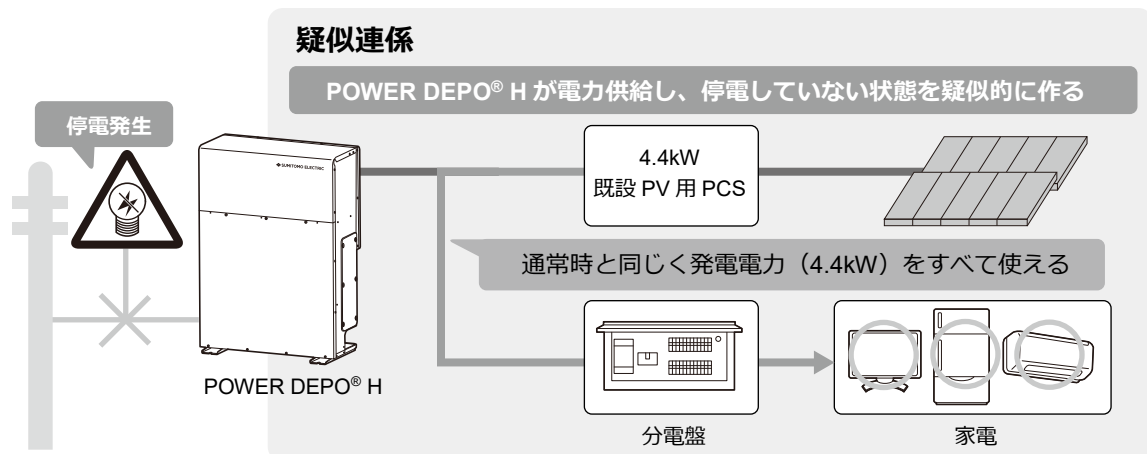 疑似連係
POWER DEPO® H が電力供給し、停電していない状態を疑似的に作る
停電発生
SUMITOMO ELECTRIC
4.4kW
既設 PV 用 PCS
通常時と同じく発電電力（4.4kW）をすべて使える
POWER DEPO® H
分電盤
家電